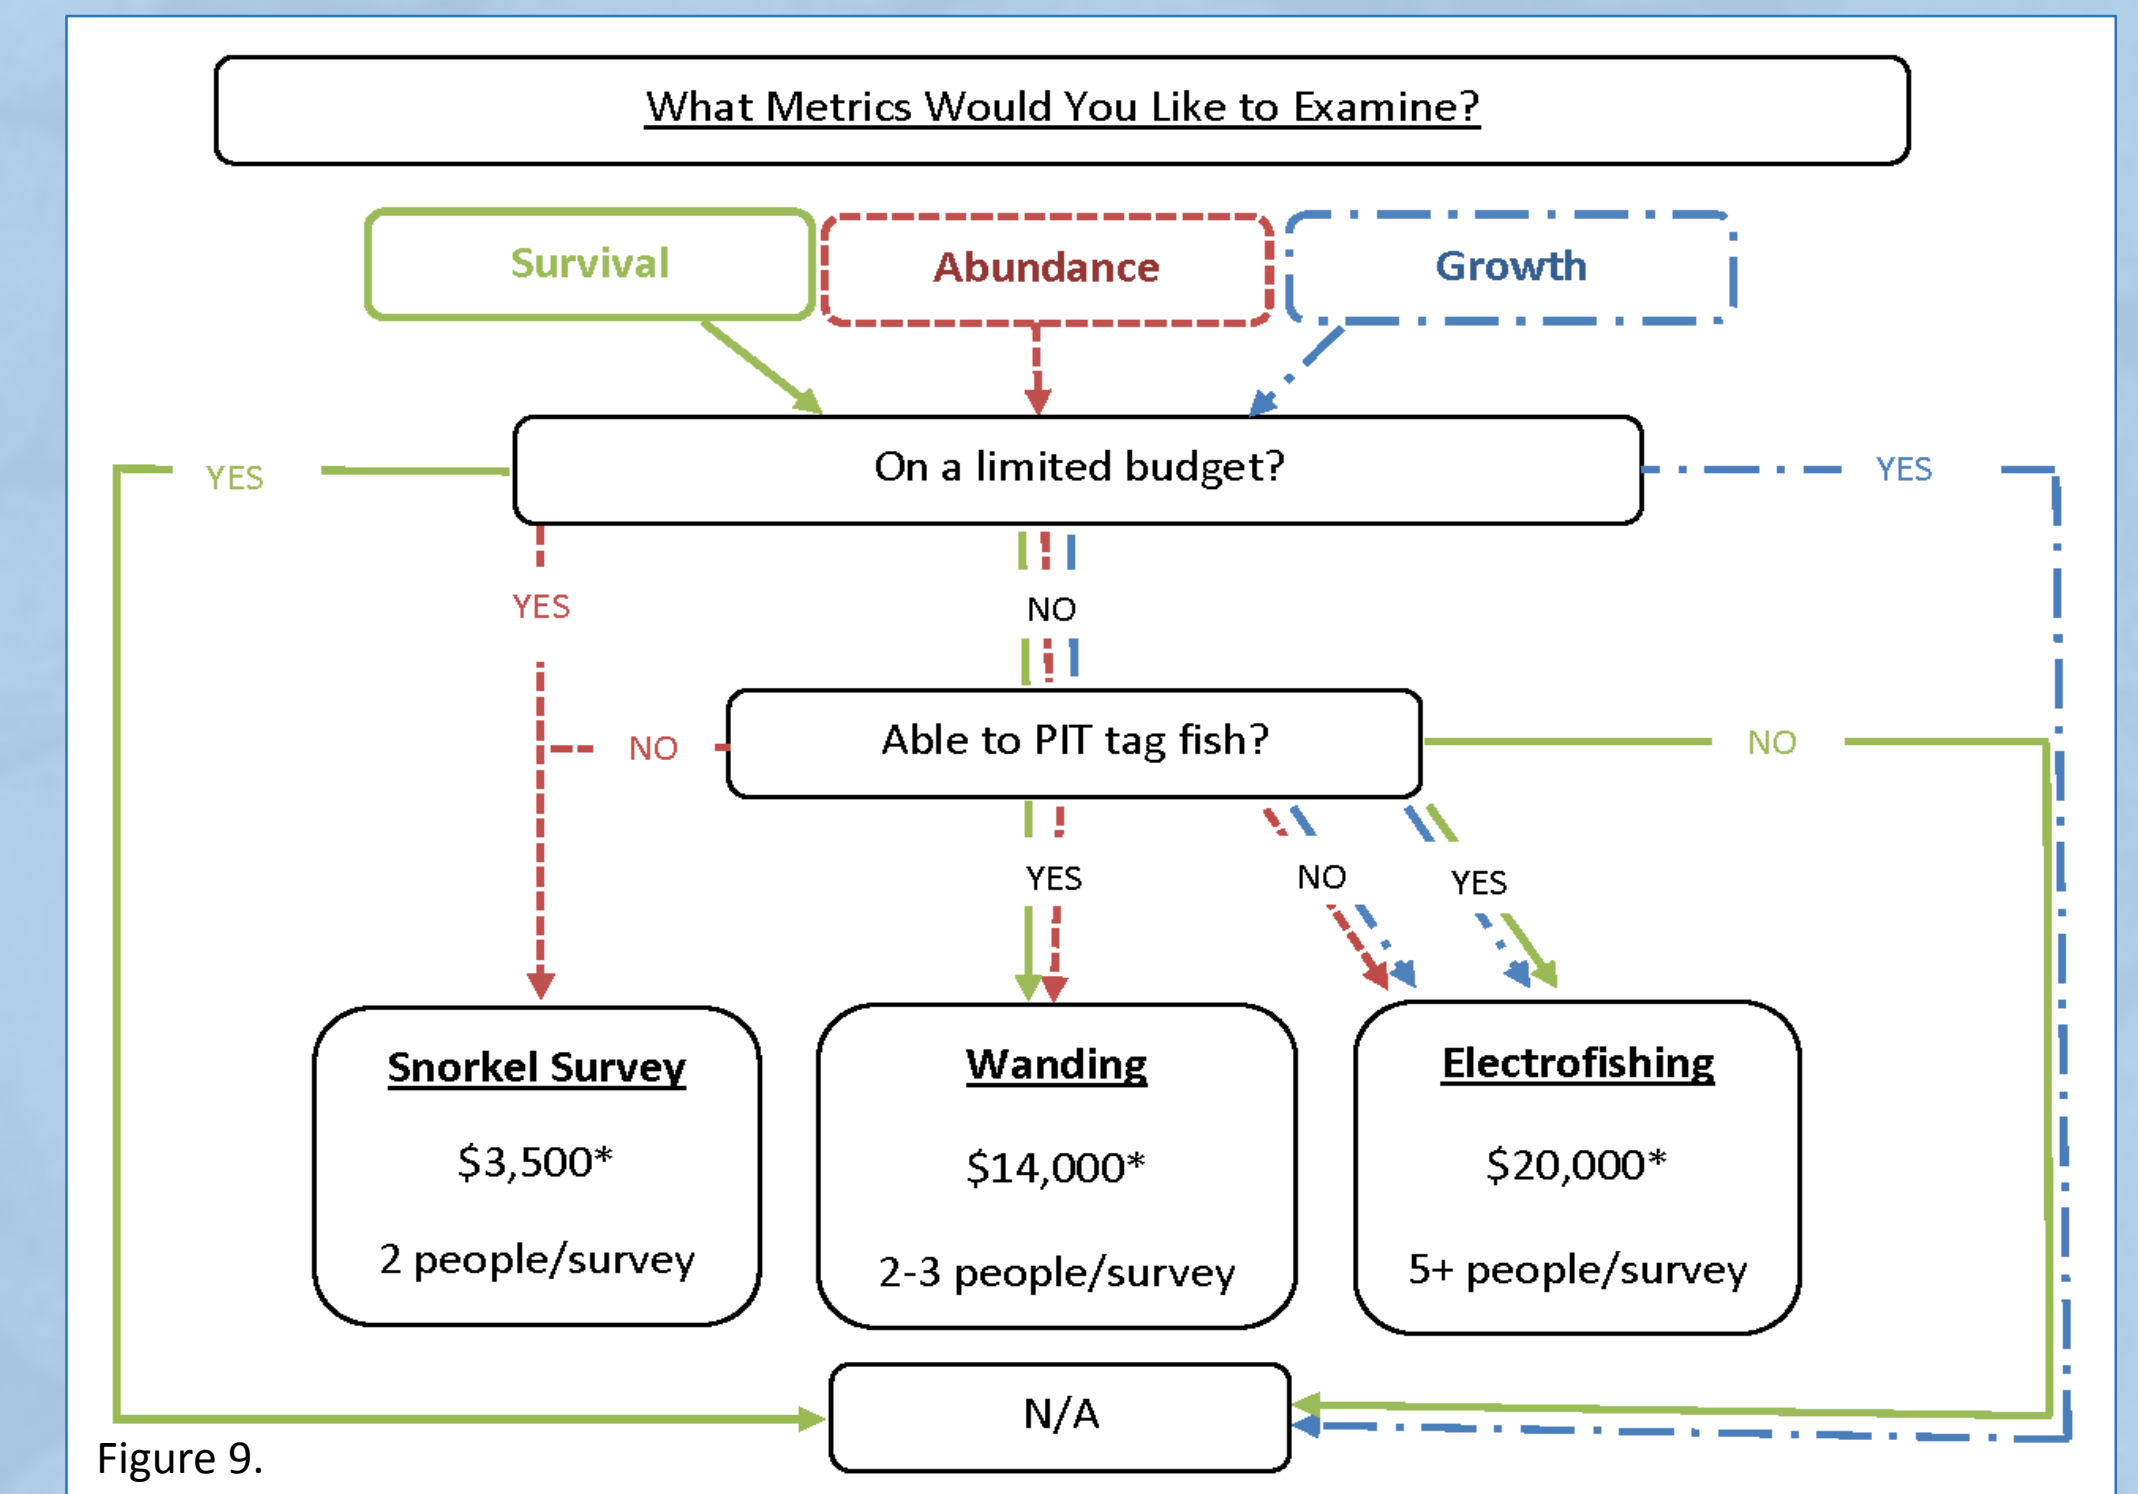 What Metrics Would You Like to Examine?
Survival
Abundance
Growth
On a limited budget?
YES
YES
YES
NO
Able to PIT tag fish?
NO
NO
YES
NO
YES
Snorkel Survey
$3,500*
2 people/survey
Wanding
$14,000*
2-3 people/survey
Electrofishing
$20,000*
5+ people/survey
N/A
Figure 9.